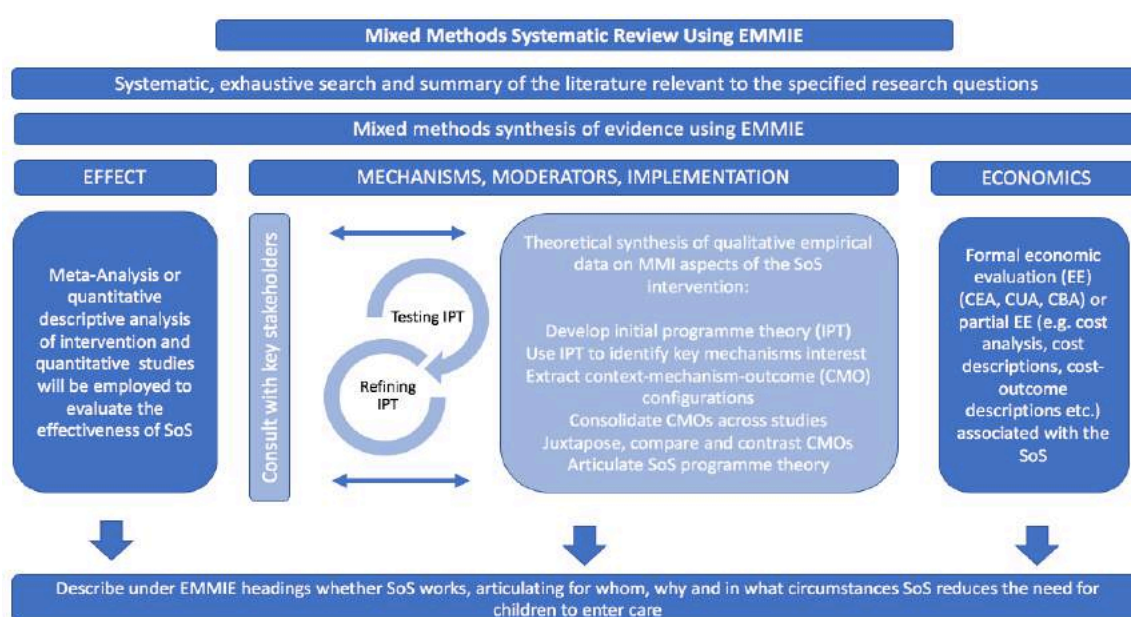 Mixed Methods Systematic Review Using EMMIE
Systematic, exhaustive search and summary of the literature relevant to the specified research questions
Mixed methods synthesis of evidence using EMMIE
EFFECT
Meta-Analysis or
quantitative
descriptive analysis
of intervention and
quantitative studies
will be employed to
evaluate the
effectiveness of SoS
MECHANISMS, MODERATORS, IMPLEMENTATION
Consult with key stakeholders
Testing IPT
Refining
IPT
Theoretical synthesis of qualitative empirical
data on MMI aspects of the SoS
intervention:
Develop initial programme theory (IPT)
Use IPT to identify key mechanisms interest
Extract context-mechanism-outcome (CMO)
configurations
Consolidate CMOs across studies
Juxtapose, compare and contrast CMOs
Articulate SoS programme theory
ECONOMICS
Formal economic
evaluation (EE)
(CEA, CUA, CBA) or
partial EE (e.g. cost
analysis, cost
descriptions, cost-
outcome
descriptions etc.)
associated with the
SoS
Describe under EMMIE headings whether SoS works, articulating for whom, why and in what circumstances SoS reduces the need for
children to enter care